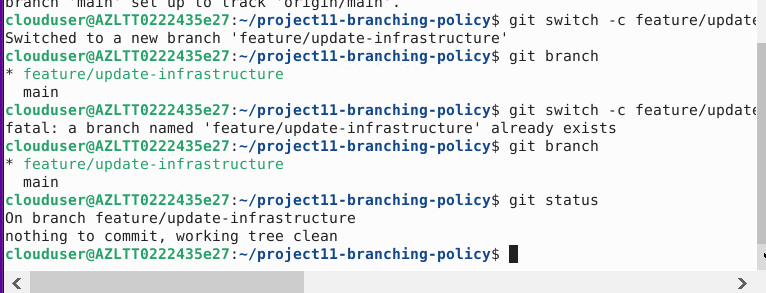 branch 'main' set up to track 'origin/main'.
clouduser@AZLTT0222435e27:~/project11-branching-policy$ git switch -c feature/update
Switched to a new branch 'feature/update-infrastructure'
clouduser@AZLTT0222435e27:~/project11-branching-policy$ git branch
* feature/update-infrastructure
  main
clouduser@AZLTT0222435e27:~/project11-branching-policy$ git switch -c feature/update
fatal: a branch named 'feature/update-infrastructure' already exists
clouduser@AZLTT0222435e27:~/project11-branching-policy$ git branch
* feature/update-infrastructure
  main
clouduser@AZLTT0222435e27:~/project11-branching-policy$ git status
On branch feature/update-infrastructure
nothing to commit, working tree clean
clouduser@AZLTT0222435e27:~/project11-branching-policy$